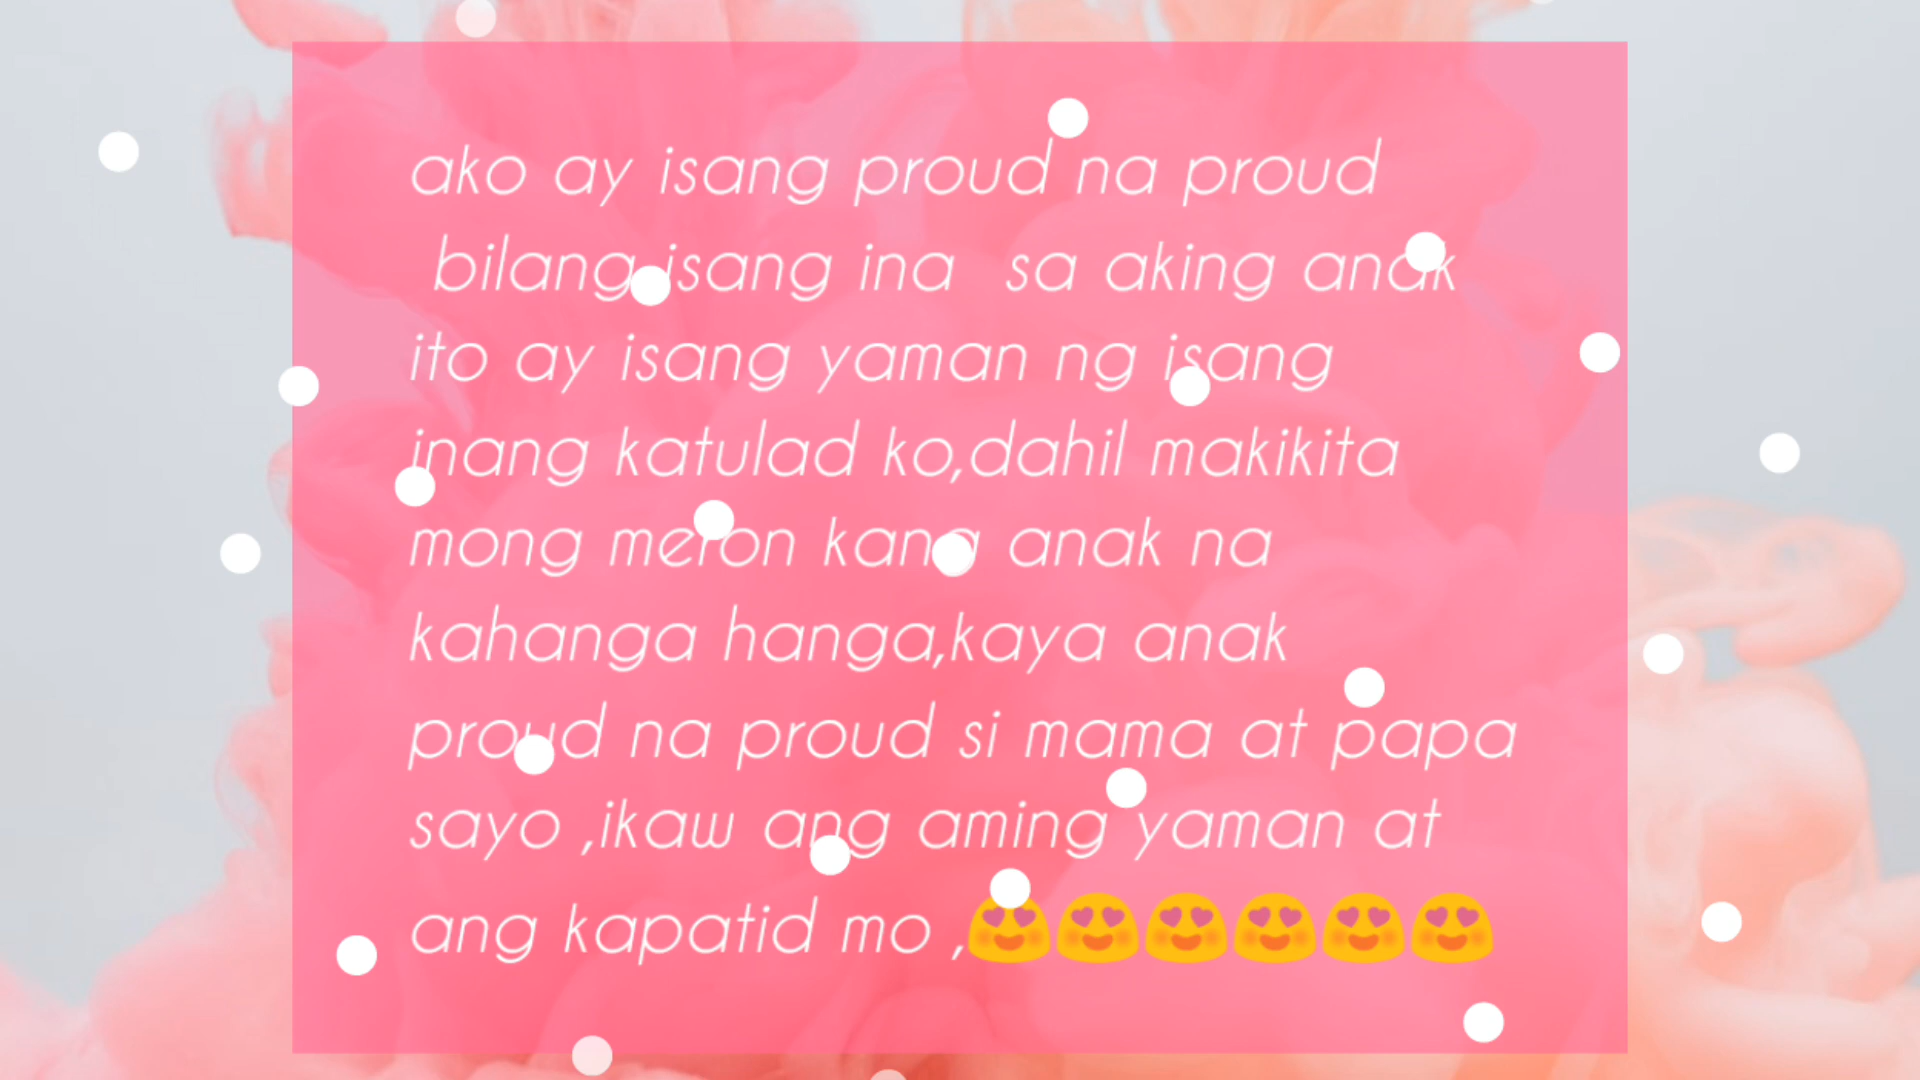 ako ay isang proud na proud
bilang isang ina sa aking anak
ito ay isang yaman ng isang
inang katulad ko,dahil makikita
mong meron kang anak na
kahanga hanga,kaya anak
proud na proud si mama at papa
sayo ,ikaw ang aming yaman at
ang kapatid mo ,😍😍😍😍😍😍